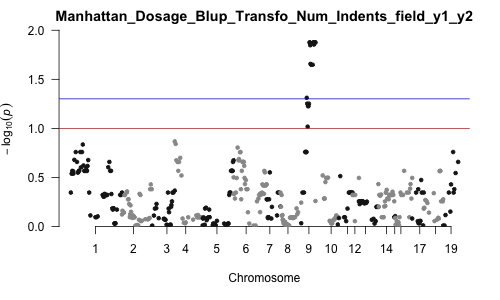 Manhattan_Dosage_Blup_Transfo_Num_Indents_field_y1_y2
2.0
1.5
1.0
0.5
0.0
− log10(p)
1 2 3 4 5 6 7 8 9 10 12 14 17 19
Chromosome